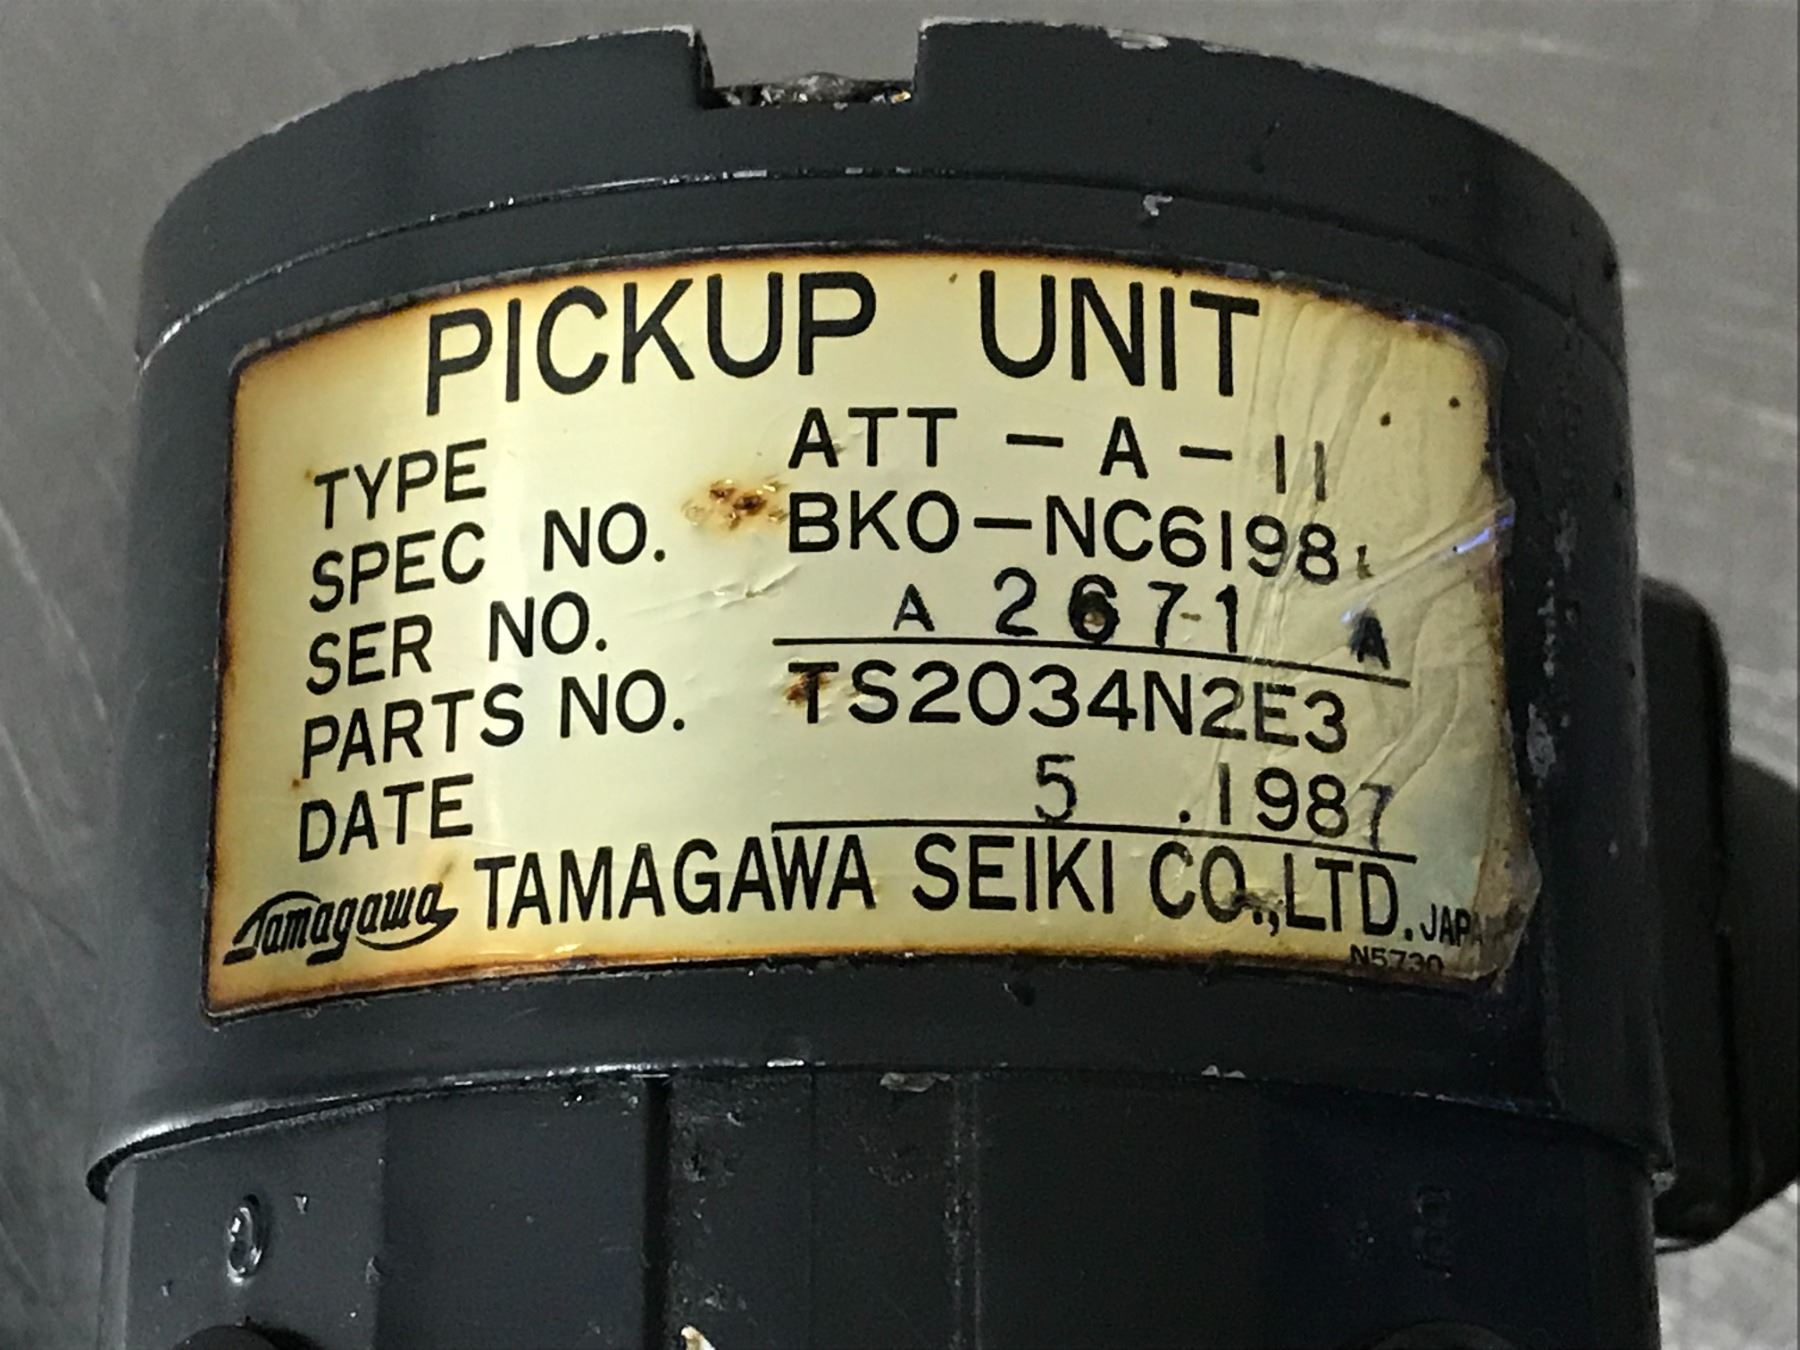 PICKUP UNIT
TYPE ATT-A-11
SPEC NO. BKO-NC6198
SER NO. A 2671 A
PARTS NO. TS2034N2E3
DATE 5 .1987
Tamagawa TAMAGAWA SEIKI CO.,LTD. JAPAN
N5730